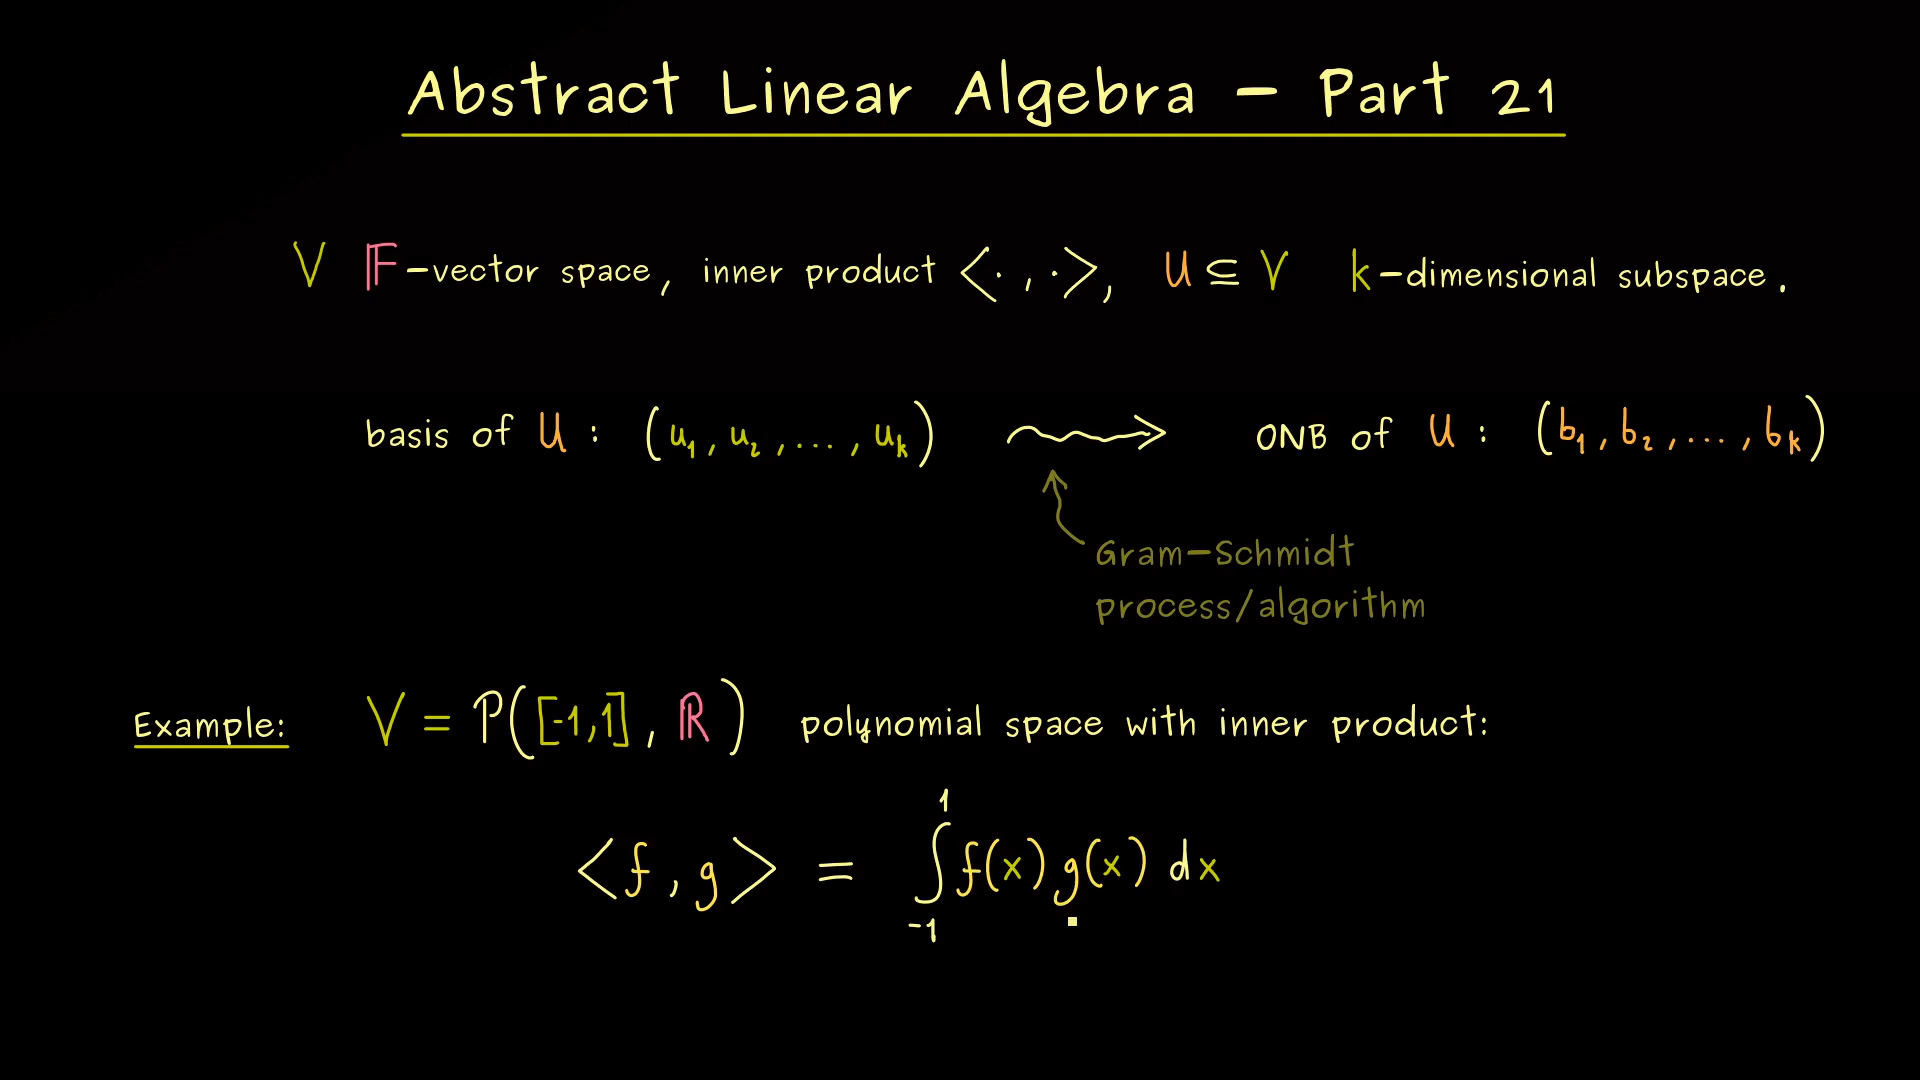 Abstract Linear Algebra – Part 21
V 𝔽-vector space, inner product <·,·>, U ⊆ V k-dimensional subspace.
basis of U: (u₁, u₂, ..., uₖ) ⟿ ONB of U: (b₁, b₂, ..., bₖ)
Gram-Schmidt
process/algorithm
Example: V = P([-1,1], ℝ) polynomial space with inner product:
<f, g> = ∫₋₁¹ f(x) g(x) dx